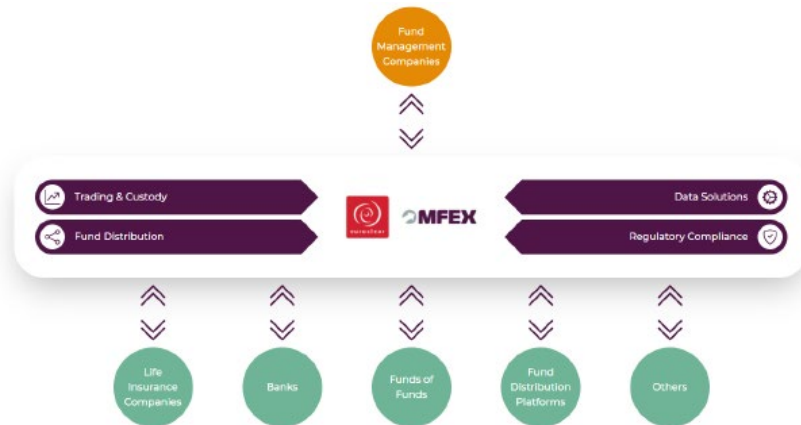 Fund
Management
Companies
Trading & Custody
Data Solutions
euroclear
MFEX
Fund Distribution
Regulatory Compliance
Life
Insurance
Companies
Banks
Funds of
Funds
Fund
Distribution
Platforms
Others